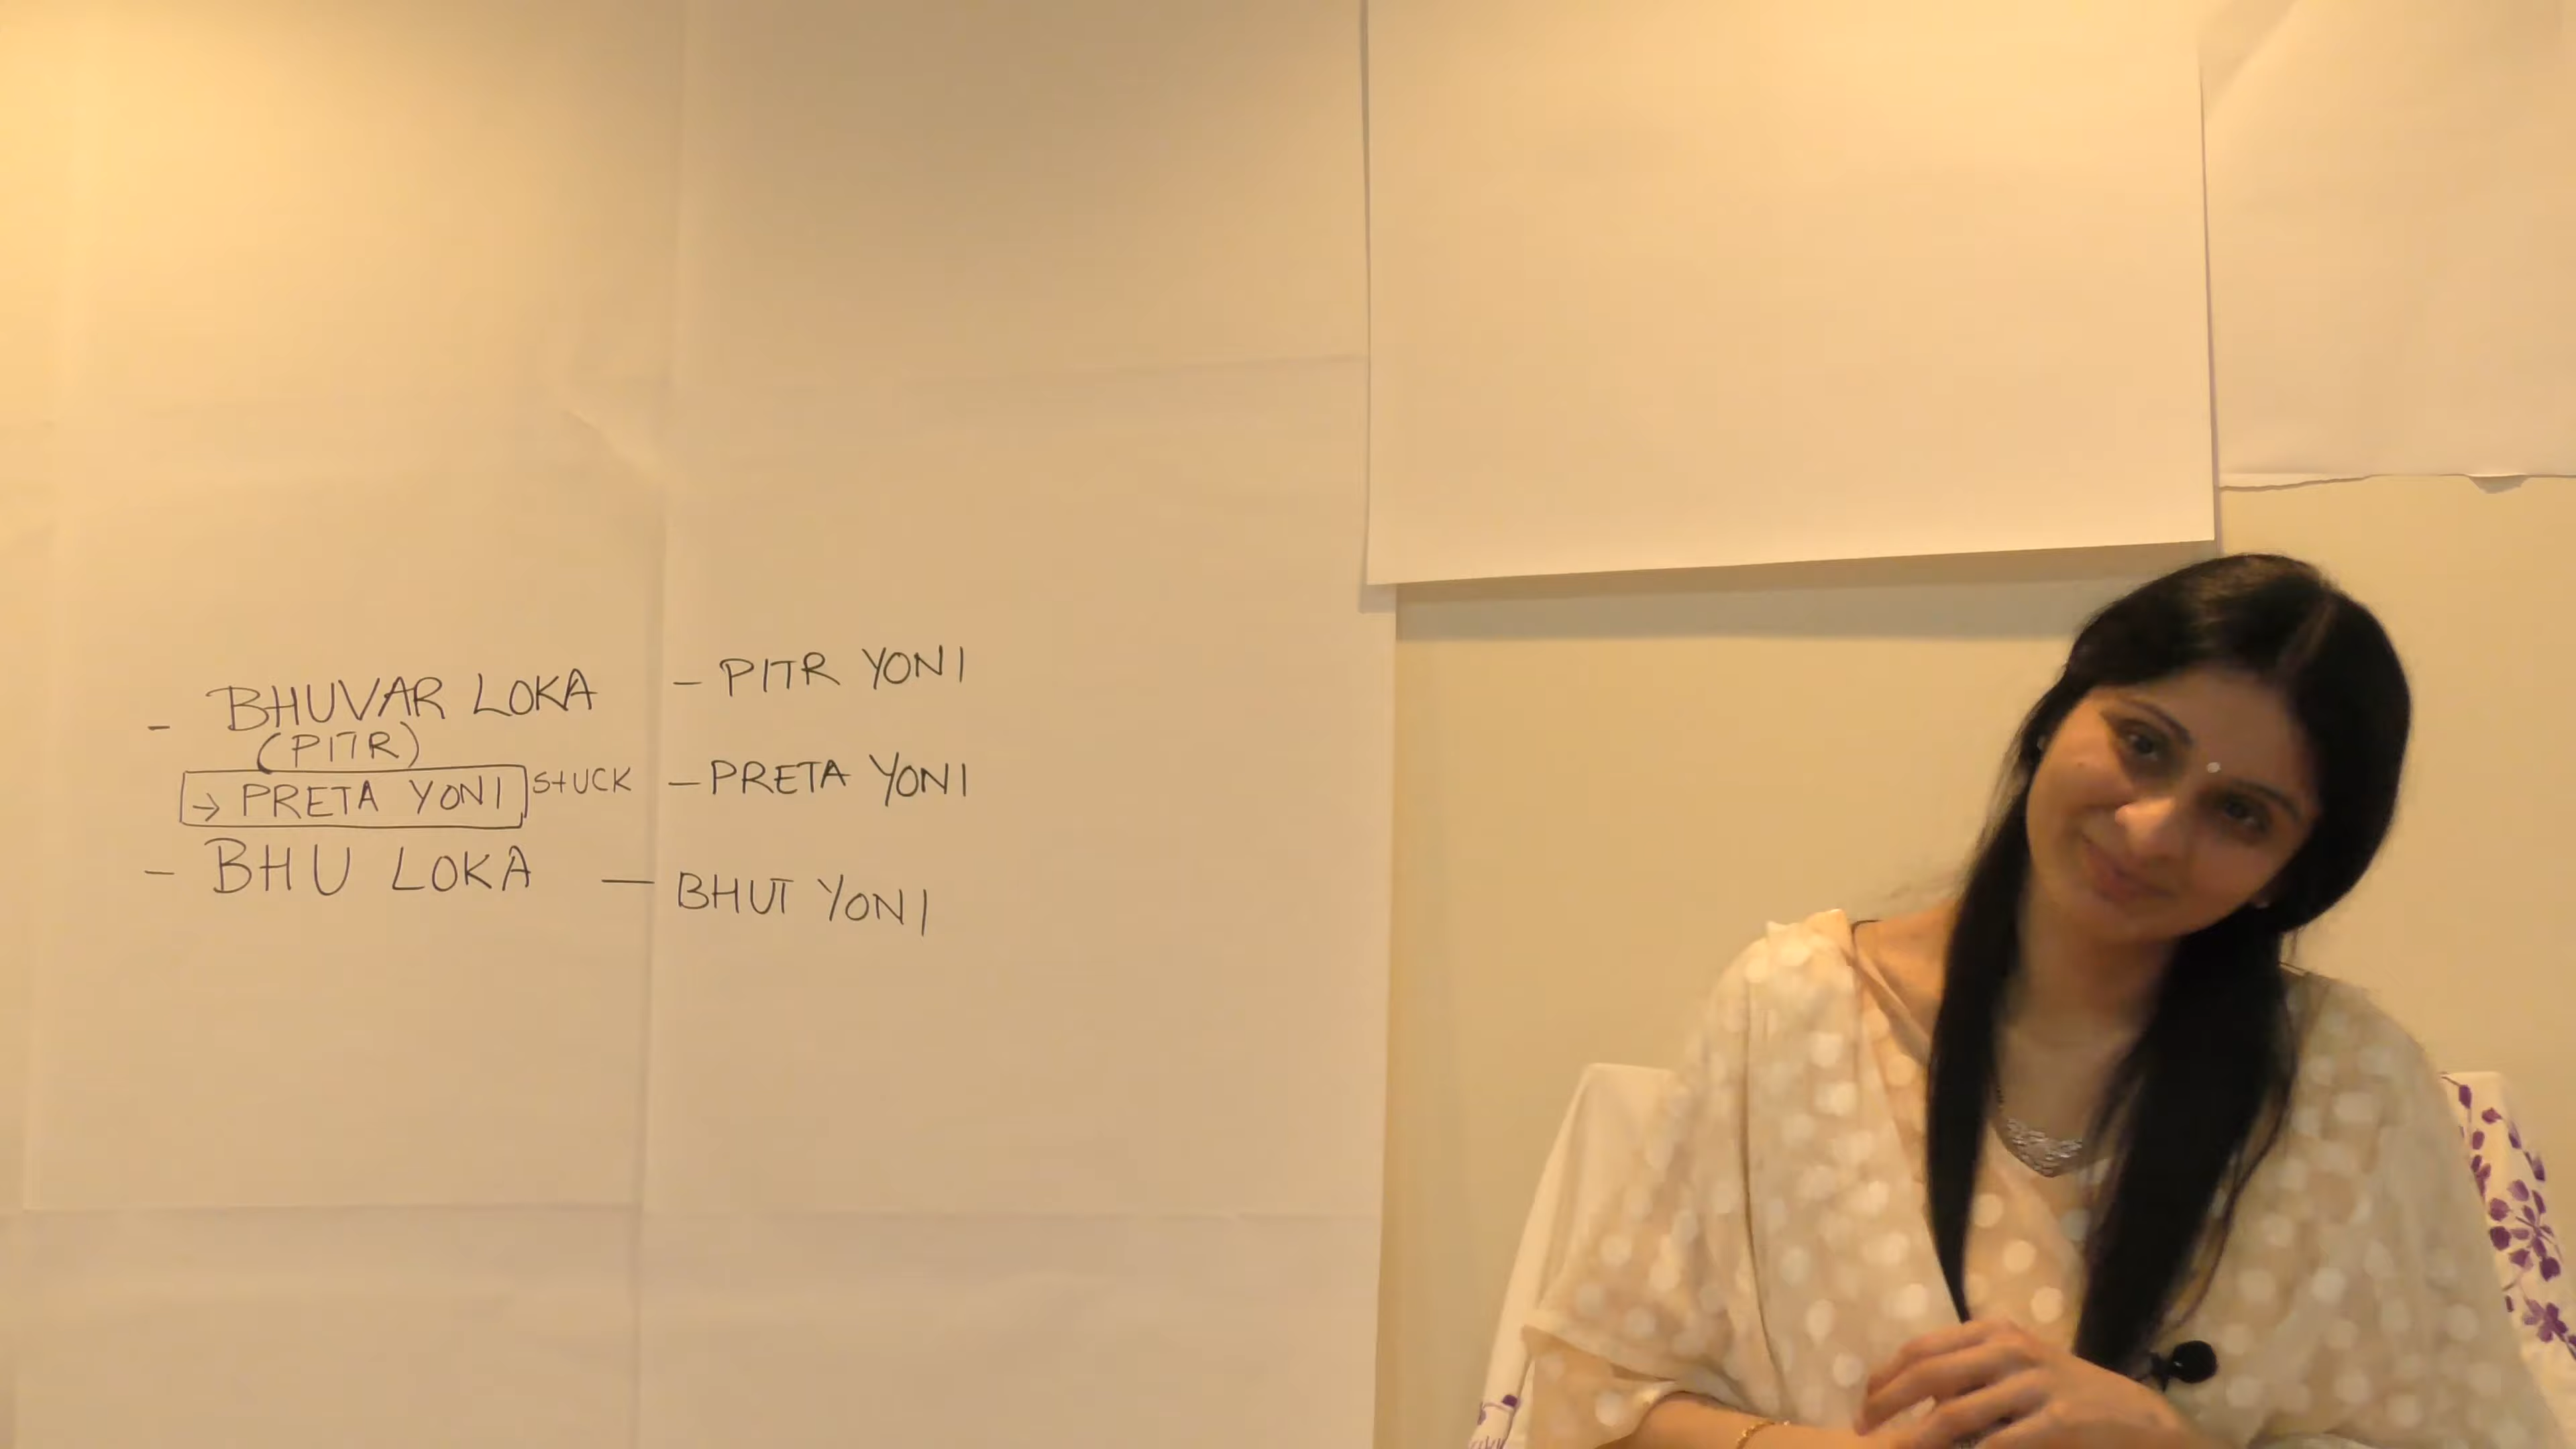 - BHUVAR LOKA
(PITR)
→ PRETA YONI STUCK
- BHU LOKA
- PITR YONI
- PRETA YONI
— BHUT YONI